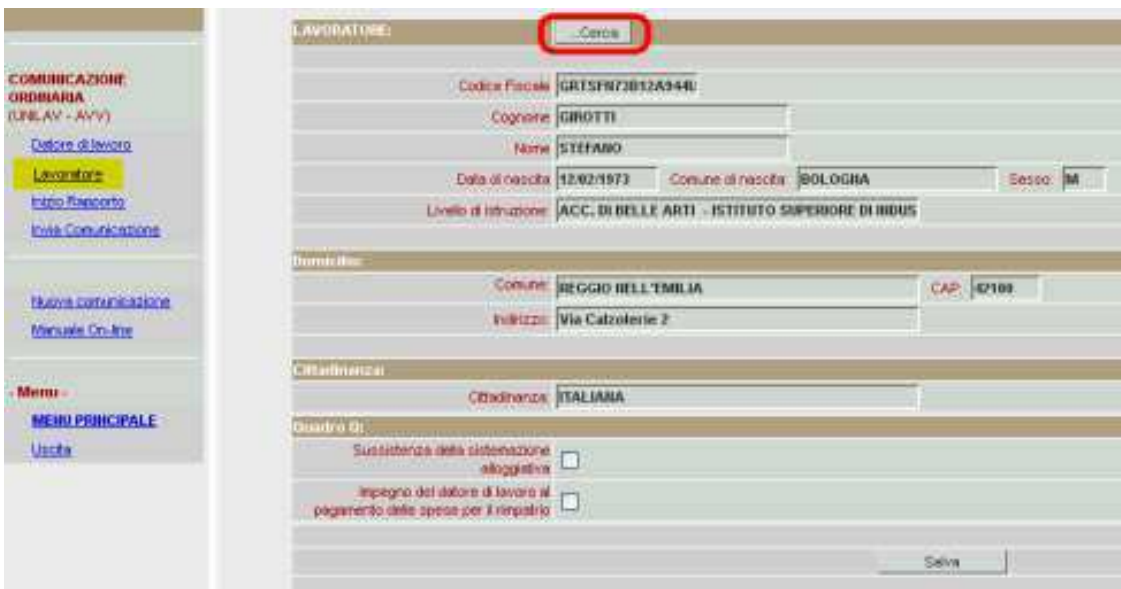 COMUNICAZIONE
ORDINARIA
(UNILAV - AVV)
Datore di lavoro
Lavoratore
Inizio Rapporto
Invia Comunicazione
Nuova comunicazione
Manuale On-line
- Menu -
MENU PRINCIPALE
Uscita
LAVORATORE: ...Cerca
Codice Fiscale
Cognome GIROTTI
Nome STEFANO
Data di nascita 12/02/1973 Comune di nascita: BOLOGNA Sesso: M
Livello di istruzione: ACC. DI BELLE ARTI - ISTITUTO SUPERIORE DI INDUS
Domicilio:
Comune: REGGIO NELL'EMILIA CAP: 42100
Indirizzo: Via Calzolerie 2
Cittadinanza:
Cittadinanza: ITALIANA
Quadro Q:
Sussistenza della sistemazione
alloggiativa
Impegno del datore di lavoro al
pagamento delle spese per il rimpatrio
Salva